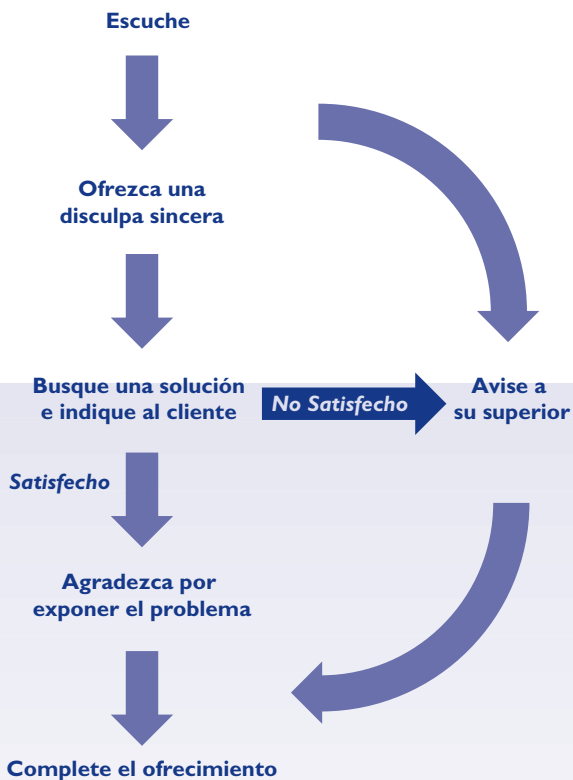 Escuche
Ofrezca una
disculpa sincera
Busque una solución
e indique al cliente
No Satisfecho
Avise a
su superior
Satisfecho
Agradezca por
exponer el problema
Complete el ofrecimiento